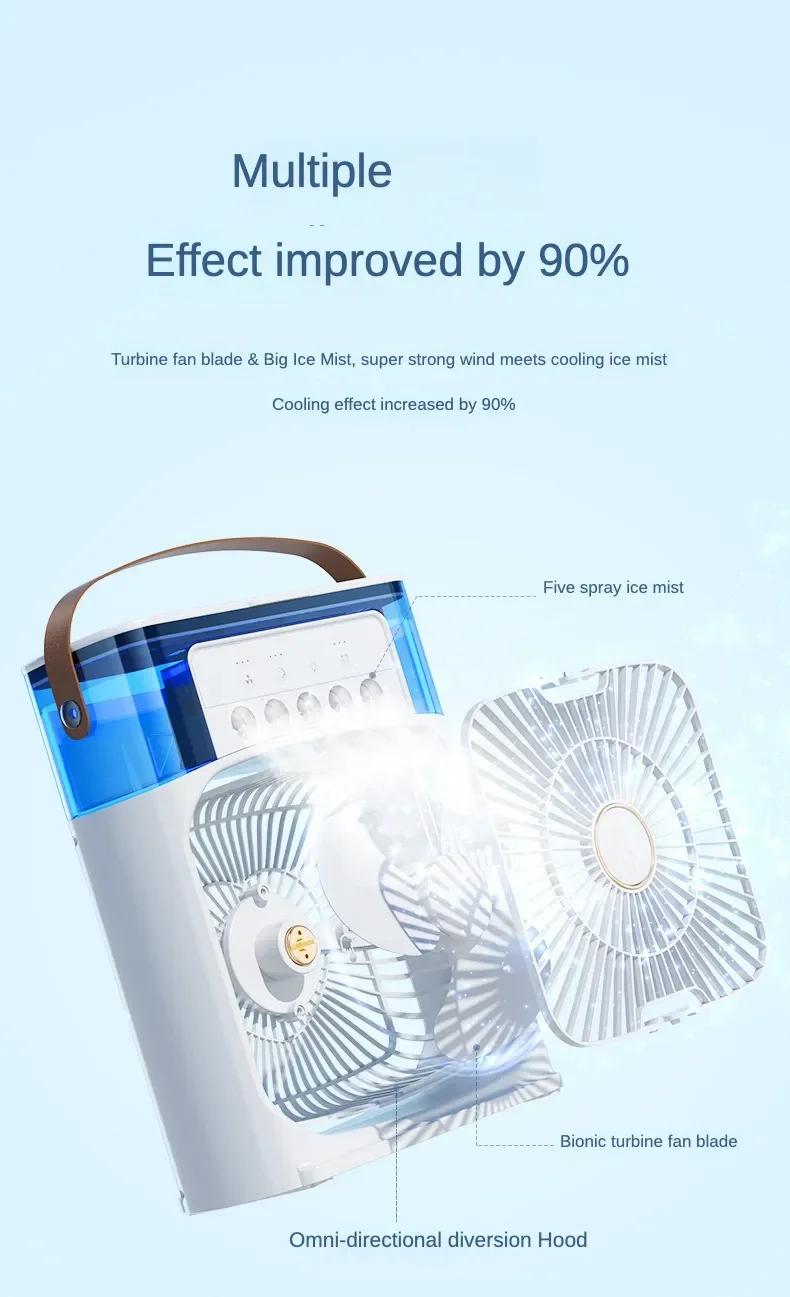 Multiple
Effect improved by 90%
Turbine fan blade & Big Ice Mist, super strong wind meets cooling ice mist
Cooling effect increased by 90%
Five spray ice mist
Bionic turbine fan blade
Omni-directional diversion Hood